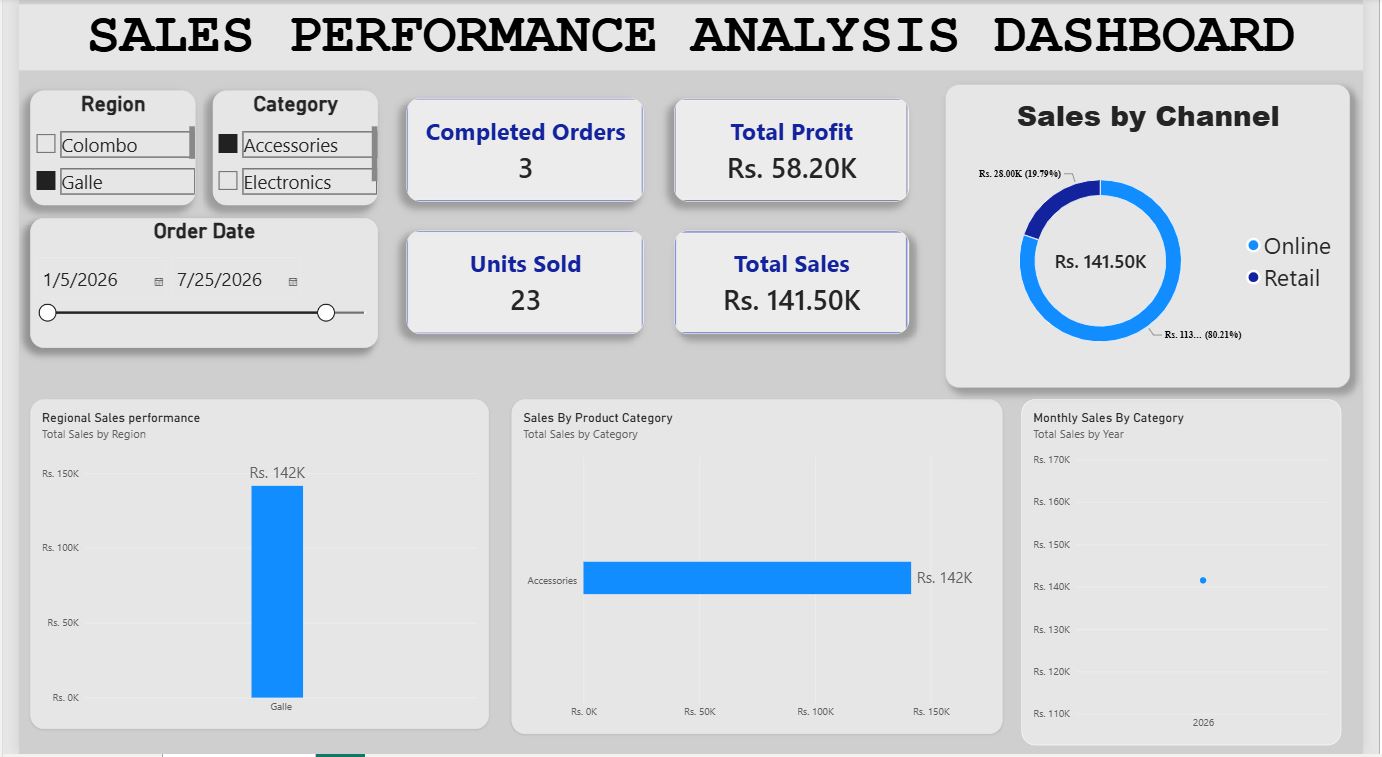 SALES PERFORMANCE ANALYSIS DASHBOARD
Region
Colombo
Galle
Category
Accessories
Electronics
Order Date
1/5/2026
7/25/2026
Completed Orders
3
Total Profit
Rs. 58.20K
Units Sold
23
Total Sales
Rs. 141.50K
Sales by Channel
Rs. 28.00K (19.79%)
Rs. 141.50K
Rs. 113... (80.21%)
Online
Retail
Regional Sales performance
Total Sales by Region
Rs. 150K
Rs. 100K
Rs. 50K
Rs. 0K
Rs. 142K
Galle
Sales By Product Category
Total Sales by Category
Accessories
Rs. 142K
Rs. 0K
Rs. 50K
Rs. 100K
Rs. 150K
Monthly Sales By Category
Total Sales by Year
Rs. 170K
Rs. 160K
Rs. 150K
Rs. 140K
Rs. 130K
Rs. 120K
Rs. 110K
2026